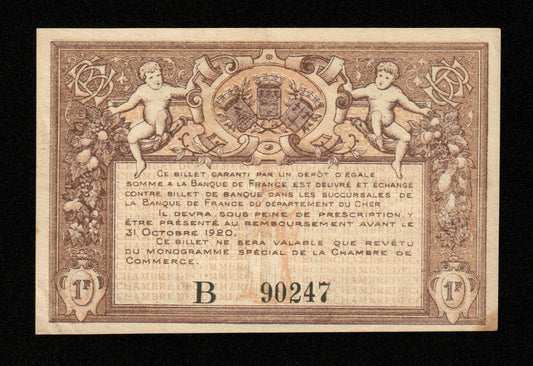 CE BILLET GARANTI PAR UN DÉPÔT D'ÉGALE
SOMME A LA BANQUE DE FRANCE EST DÉLIVRÉ ET ÉCHANGÉ
CONTRE BILLET DE BANQUE DANS LES SUCCURSALES DE
LA BANQUE DE FRANCE DU DÉPARTEMENT DU CHER.
IL DEVRA, SOUS PEINE DE PRESCRIPTION, Y
ÊTRE PRÉSENTÉ AU REMBOURSEMENT AVANT LE
31 OCTOBRE 1920.
CE BILLET NE SERA VALABLE QUE REVÊTU
DU MONOGRAMME SPÉCIAL DE LA CHAMBRE DE
COMMERCE.
B 90247
1F 1F